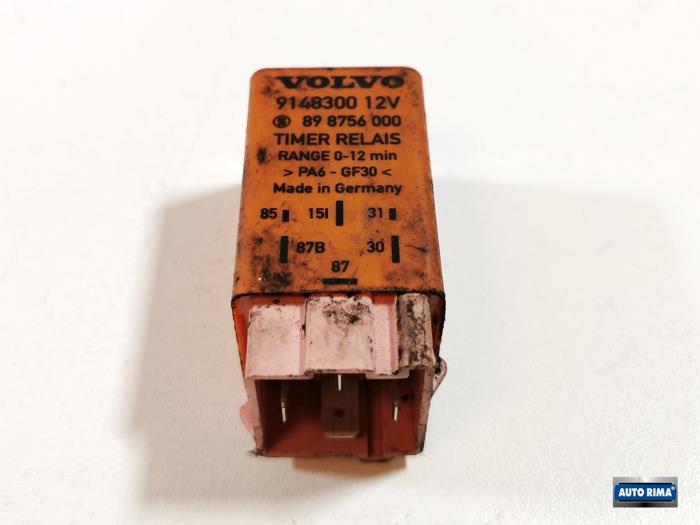 VOLVO
9148300 12V
S 89 8756 000
TIMER RELAIS
RANGE 0-12 min
> PA6 - GF30 <
Made in Germany
85 15I 31
87B 30
87
AUTO RIMA®